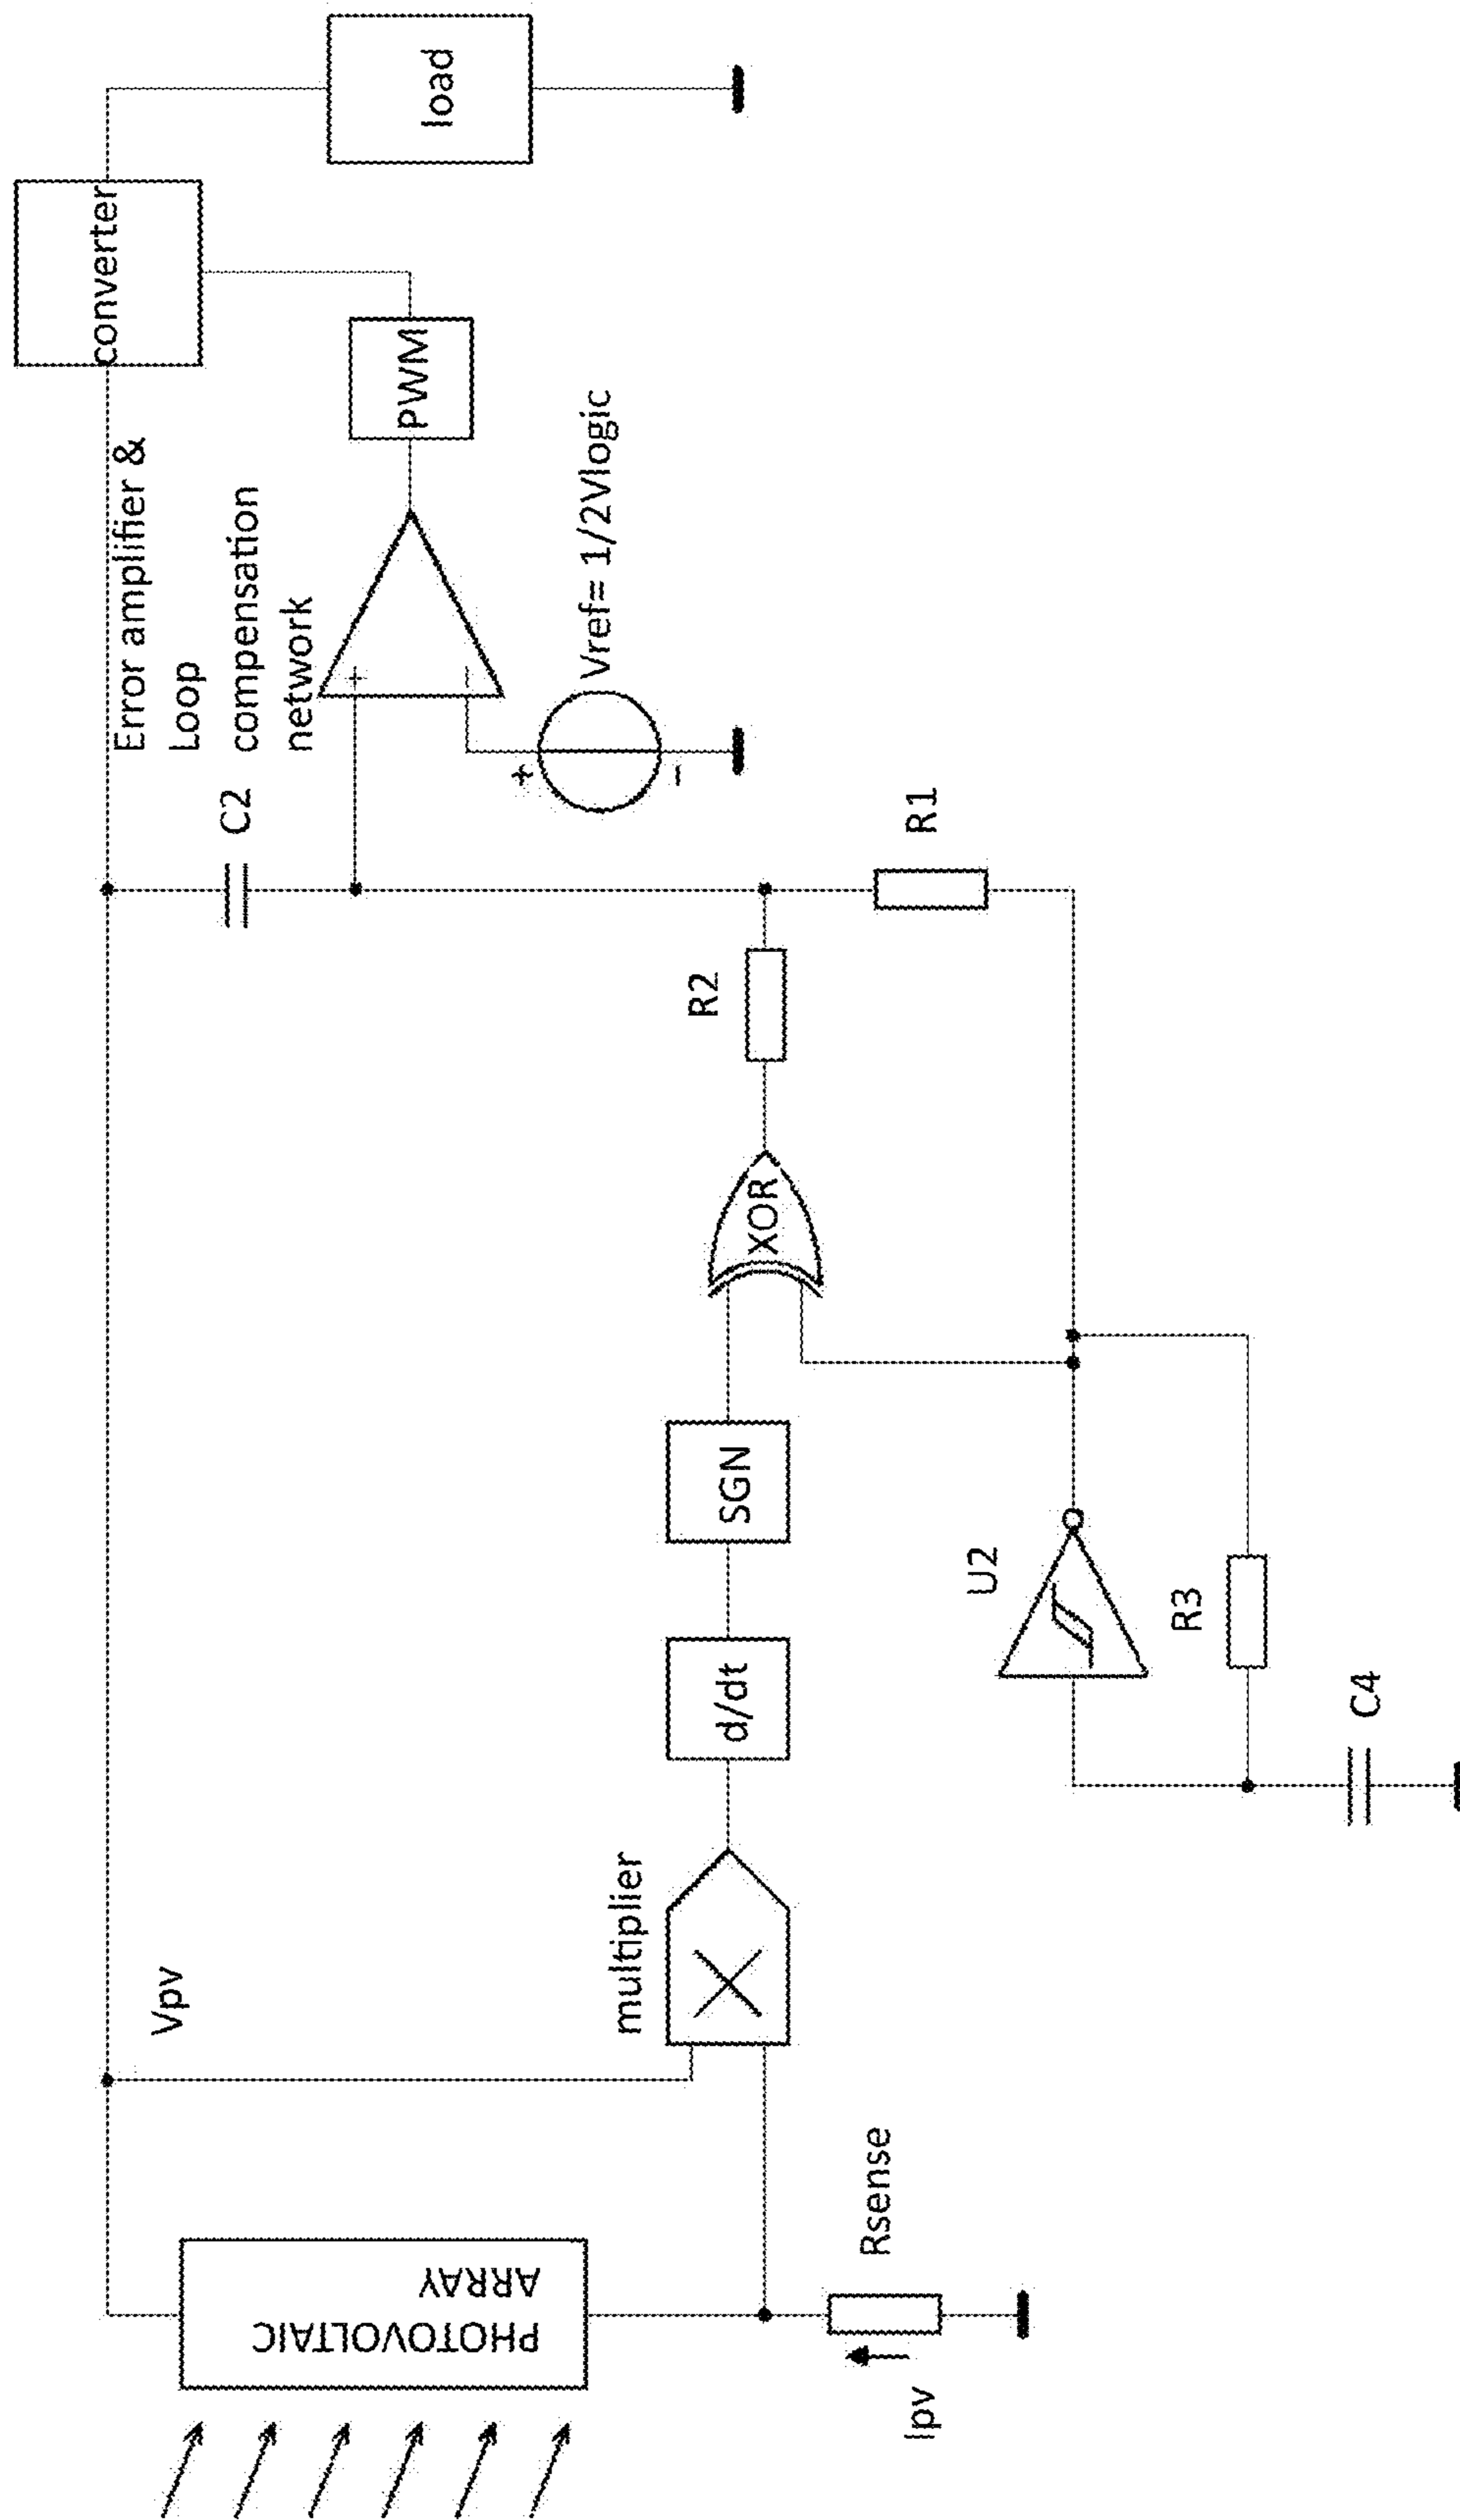 PHOTOVOLTAIC
ARRAY
Ipv
Rsense
Vpv
multiplier
d/dt
SGN
XOR
U2
R3
C4
R2
R1
C2
Error amplifier &
Loop
compensation
network
+
-
+
-
Vref= 1/2Vlogic
PWM
converter
load